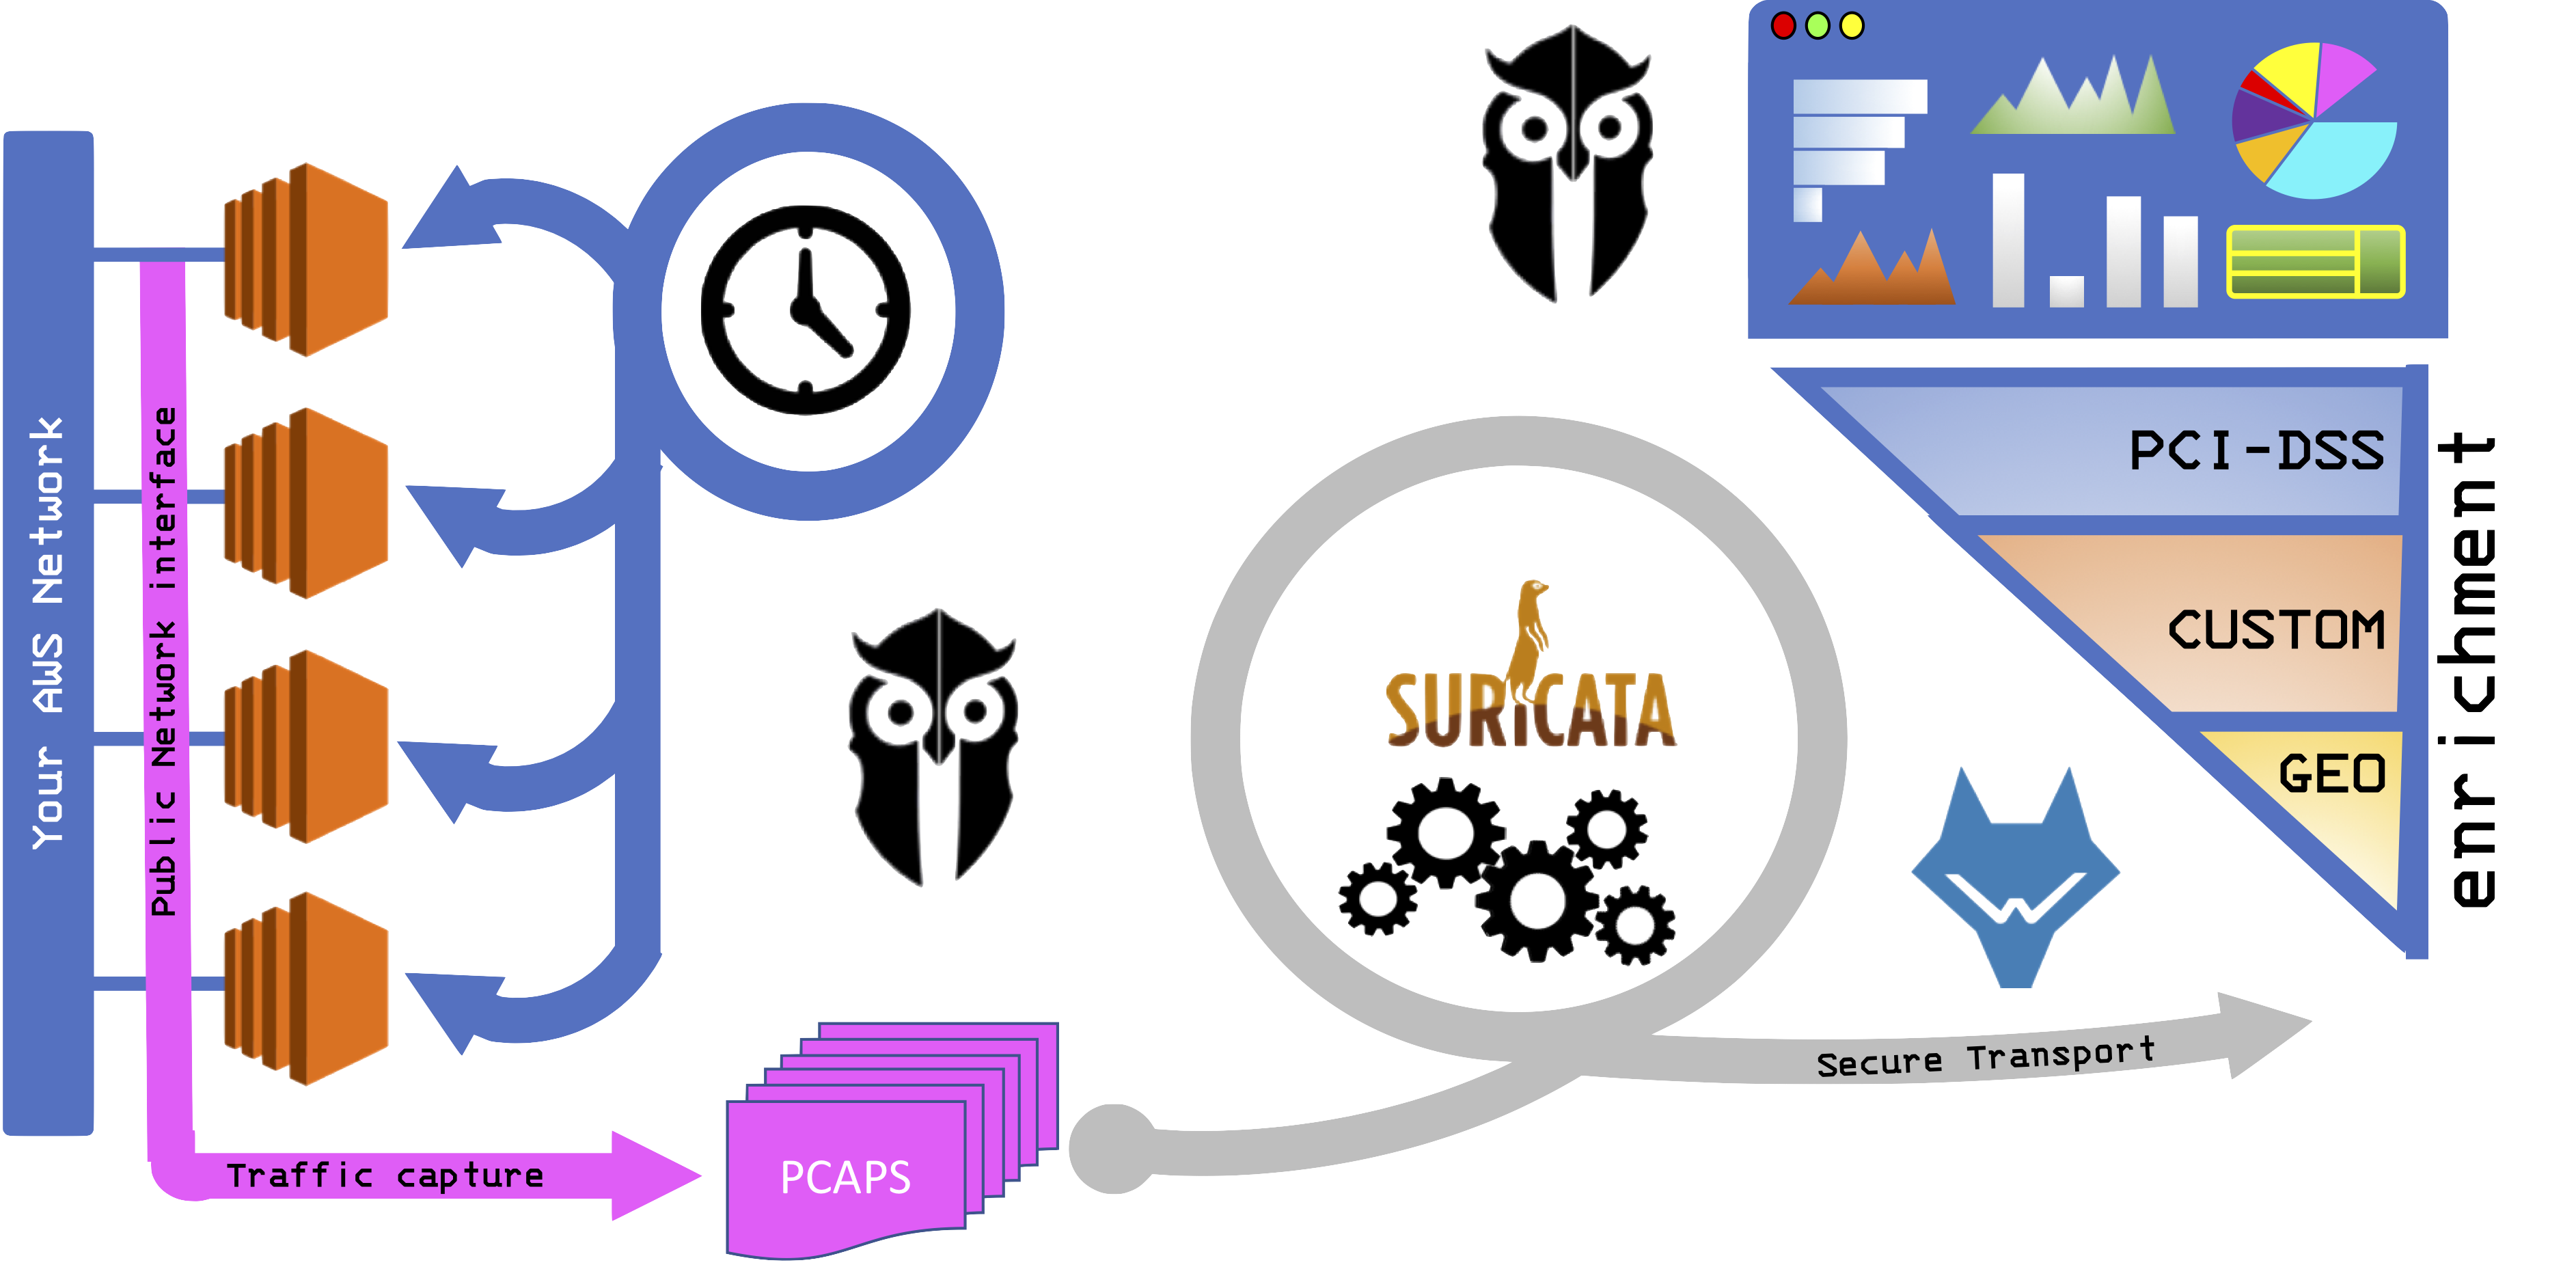 Your AWS Network
Public Network interface
Traffic capture
PCAPS
SURiCATA
Secure Transport
PCI-DSS
CUSTOM
GEO
enrichment